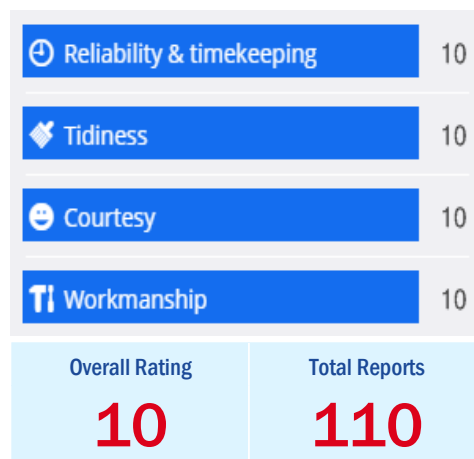 Reliability & timekeeping 10
Tidiness 10
Courtesy 10
Workmanship 10
Overall Rating Total Reports
10 110